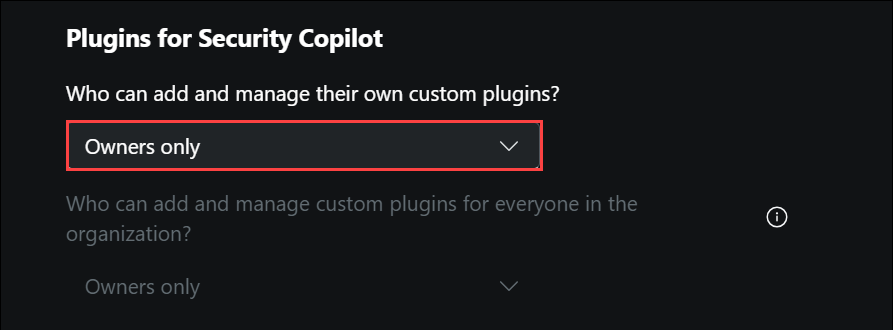 Plugins for Security Copilot
Who can add and manage their own custom plugins?
Owners only
Who can add and manage custom plugins for everyone in the
organization?
Owners only